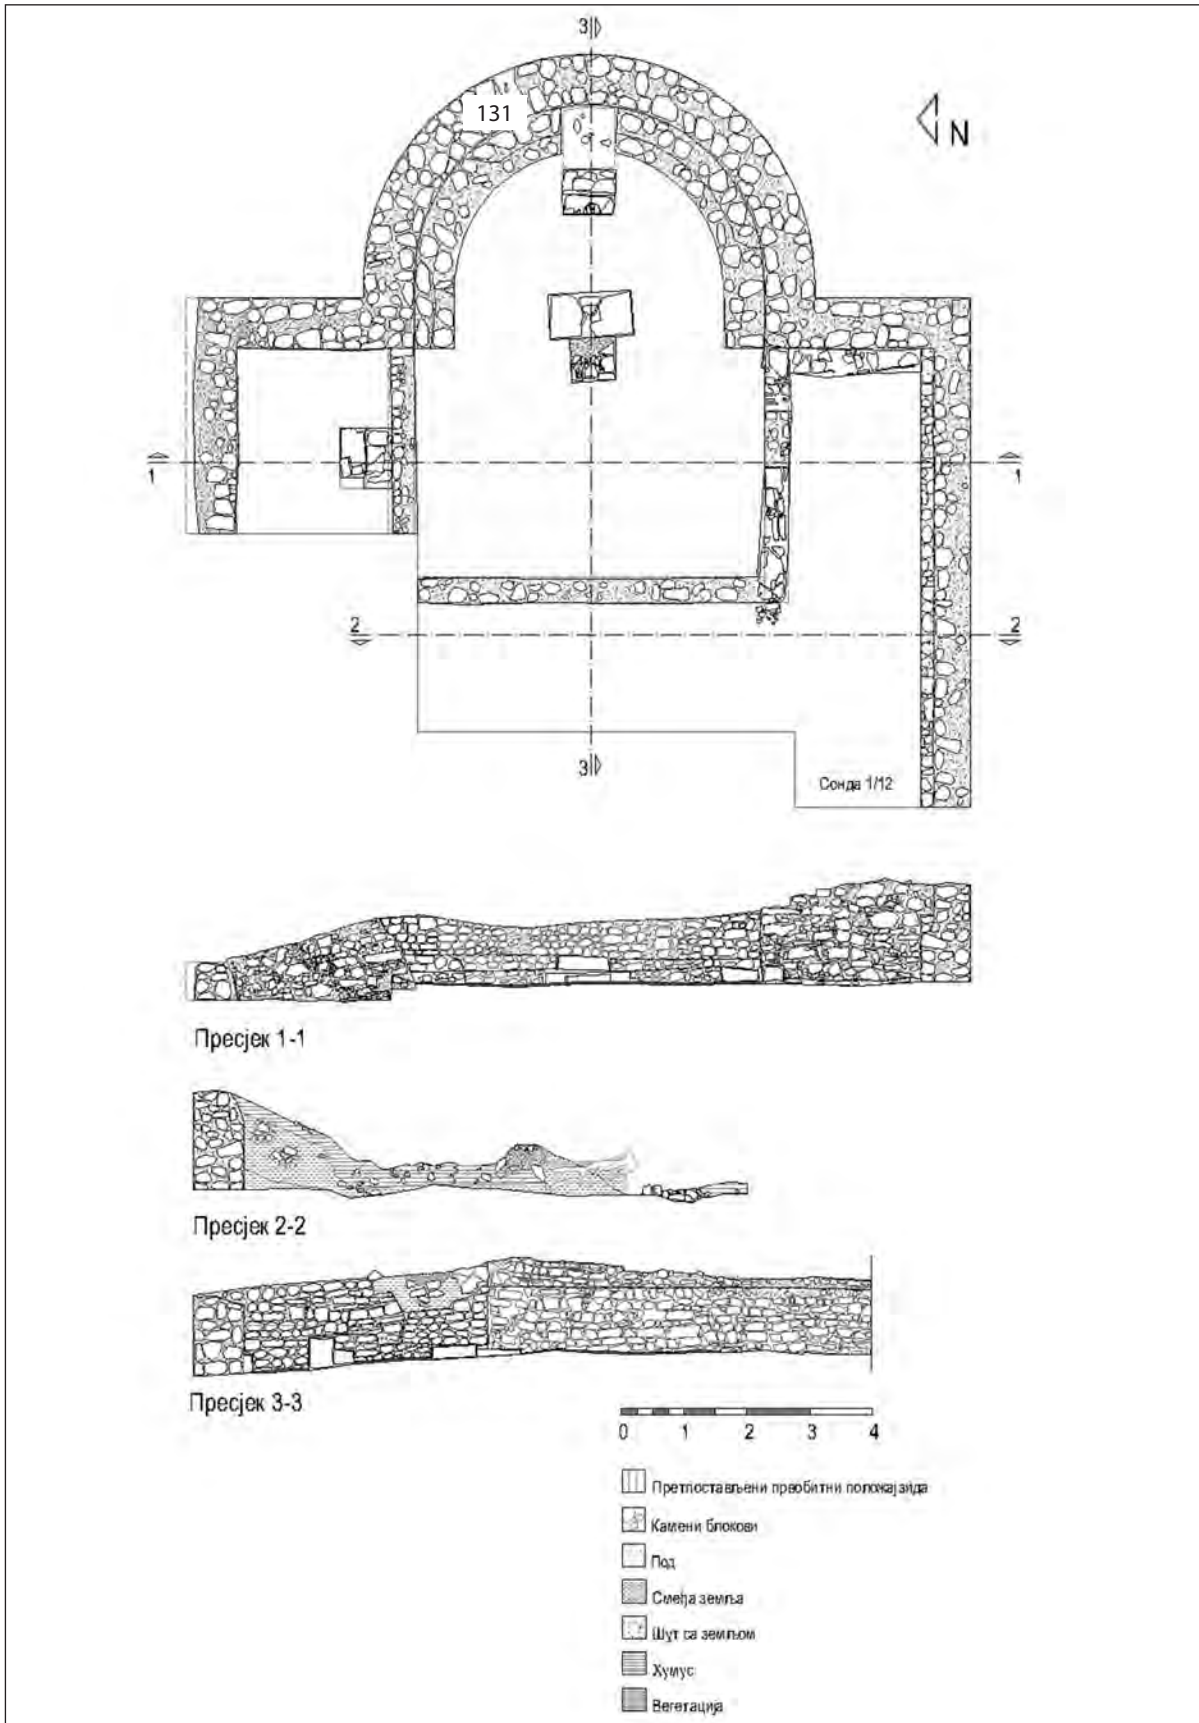 3
131
N
1
1
2
2
3
Сонда 1/12
Пресјек 1-1
Пресјек 2-2
Пресјек 3-3
0 1 2 3 4
Претпостављени првобитни положај зида
Камени блокови
Под
Смеђа земља
Шут са земљом
Хумус
Вегетација